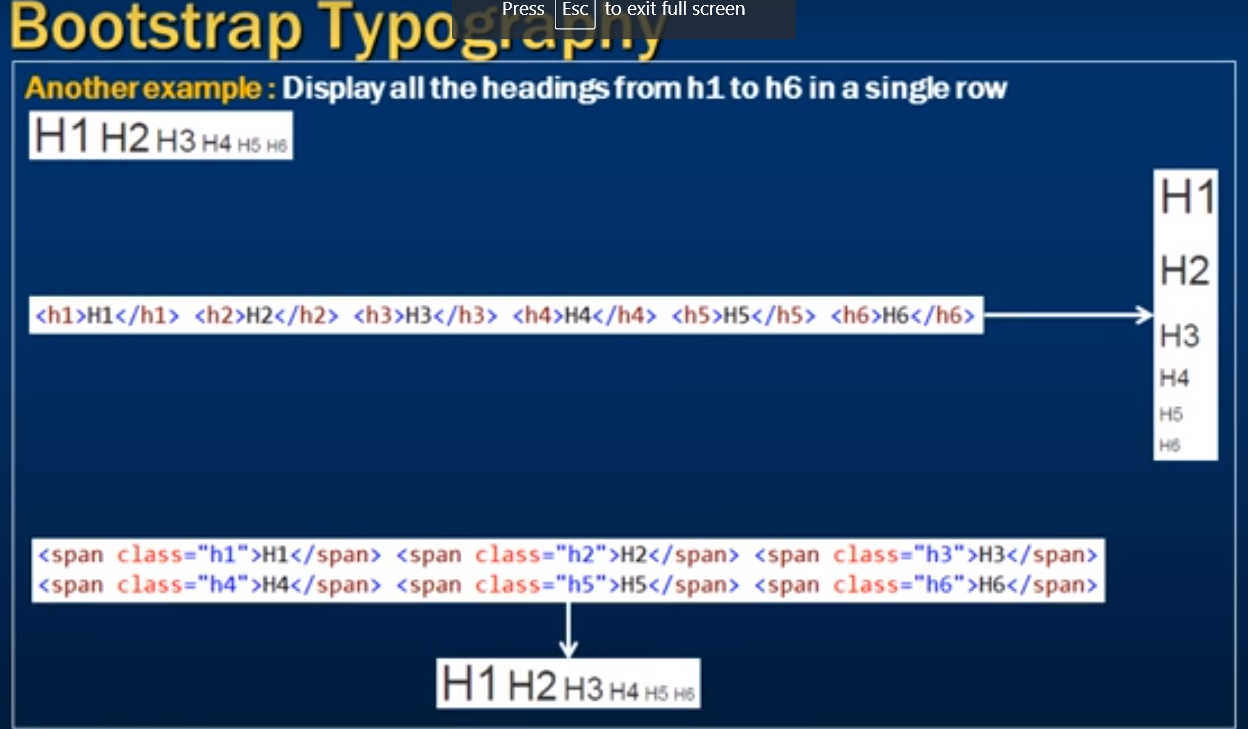 Bootstrap Typography
Press Esc to exit full screen
Another example : Display all the headings from h1 to h6 in a single row
H1 H2 H3 H4 H5 H6
<h1>H1</h1> <h2>H2</h2> <h3>H3</h3> <h4>H4</h4> <h5>H5</h5> <h6>H6</h6>
H1
H2
H3
H4
H5
H6
<span class="h1">H1</span> <span class="h2">H2</span> <span class="h3">H3</span>
<span class="h4">H4</span> <span class="h5">H5</span> <span class="h6">H6</span>
H1 H2 H3 H4 H5 H6